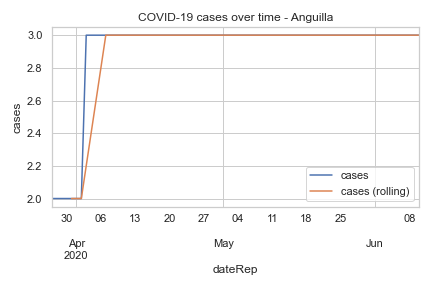 COVID-19 cases over time - Anguilla
cases
3.0
2.8
2.6
2.4
2.2
2.0
cases
cases (rolling)
30 06 13 20 27 04 11 18 25 08
Apr May Jun
2020
dateRep